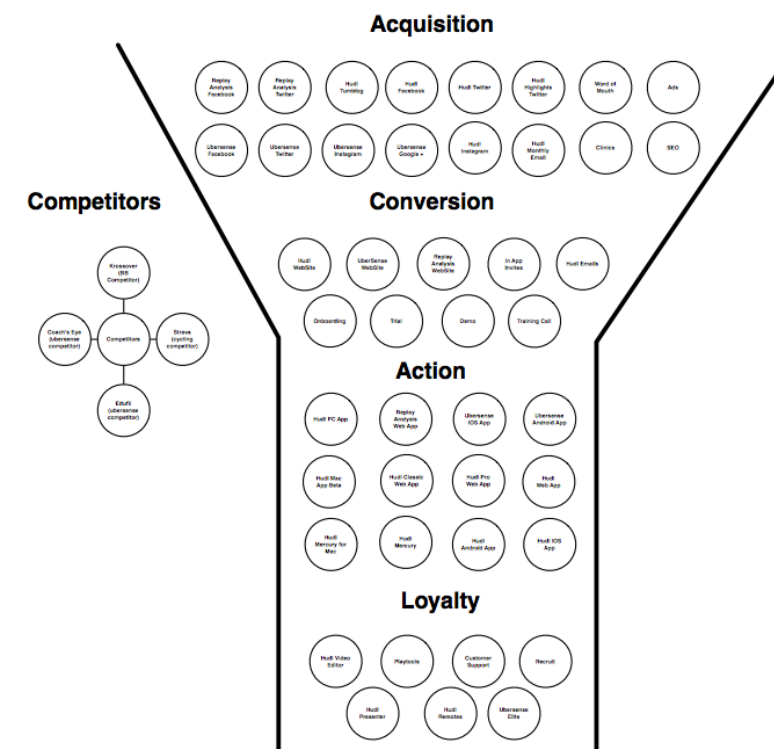 Acquisition
Replay
Analysis
Facebook
Replay
Analysis
Twitter
Hudl
Tumblog
Hudl
Facebook
Hudl Twitter
Hudl
Highlights
Twitter
Word of
Mouth
Ads
Ubersense
Facebook
Ubersense
Twitter
Ubersense
Instagram
Ubersense
Google +
Hudl
Instagram
Hudl
Monthly
Email
Clinics
SEO
Competitors
Krossover
(BB
Competitor)
Coach's Eye
(ubersense
competitor)
Competitors
Strava
(cycling
competitor)
Edufii
(ubersense
competitor)
Conversion
Hudl
WebSite
UberSense
WebSite
Replay
Analysis
WebSite
In App
Invites
Hudl Emails
Onboarding
Trial
Demo
Training Call
Action
Hudl PC App
Replay
Analysis
Web App
Ubersense
IOS App
Ubersense
Android App
Hudl Mac
App Beta
Hudl Classic
Web App
Hudl Pro
Web App
Hudl
Web App
Hudl
Mercury for
Mac
Hudl
Mercury
Hudl
Android App
Hudl IOS
App
Loyalty
Hudl Video
Editor
Playtools
Customer
Support
Recruit
Hudl
Presenter
Hudl
Remotes
Ubersense
Elite